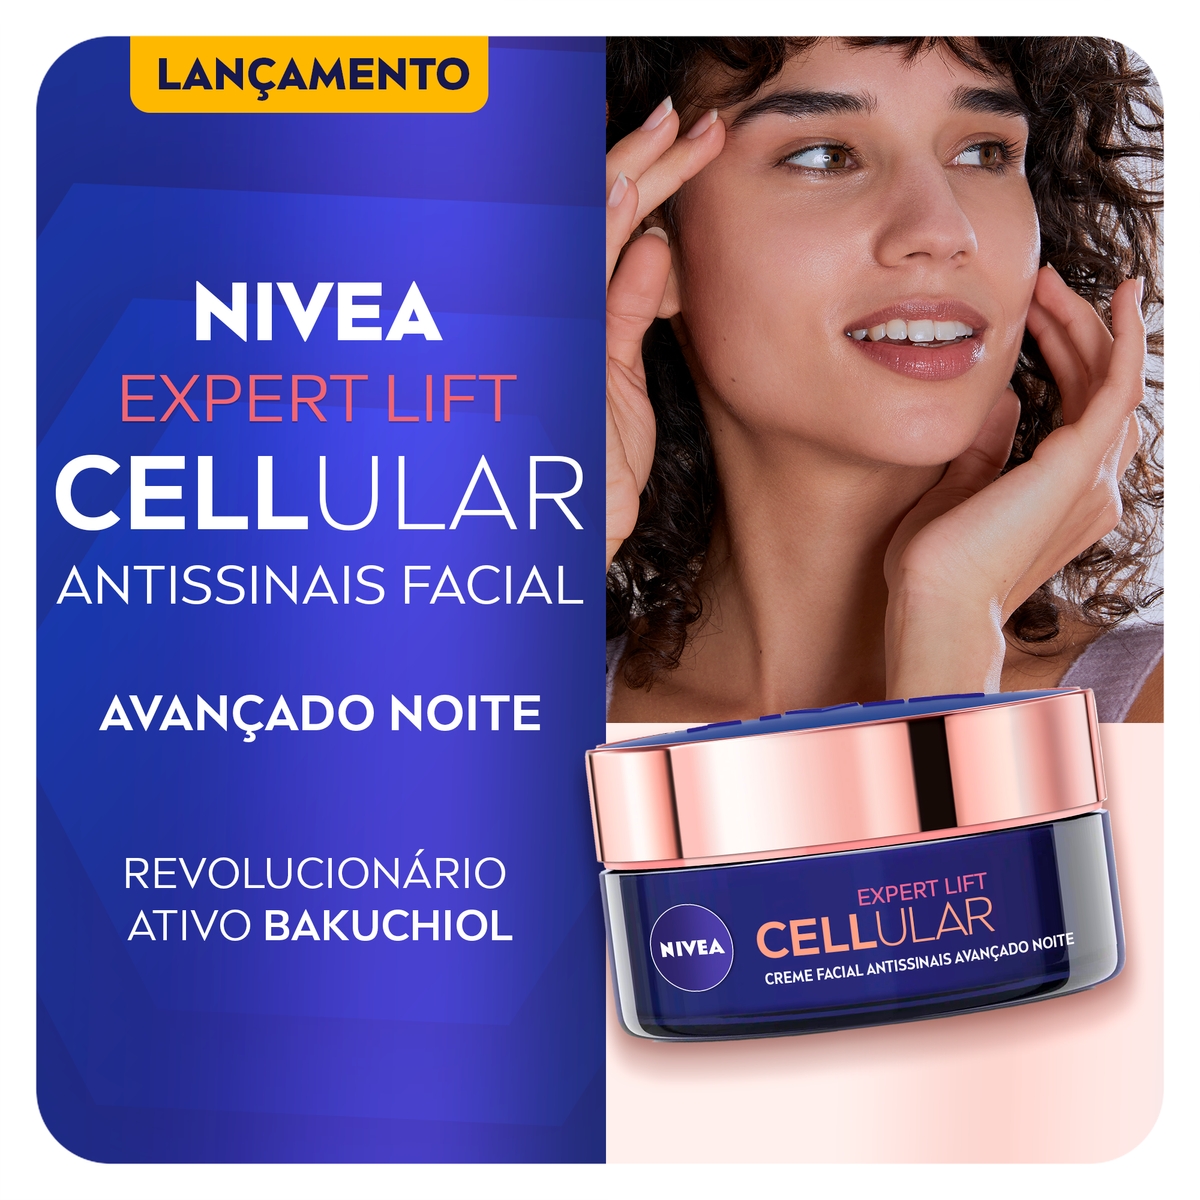 LANÇAMENTO
NIVEA
EXPERT LIFT
CELLULAR
ANTISSINAIS FACIAL
AVANÇADO NOITE
REVOLUCIONÁRIO
ATIVO BAKUCHIOL
EXPERT LIFT
CELLULAR
NIVEA
CREME FACIAL ANTISSINAIS AVANÇADO NOITE